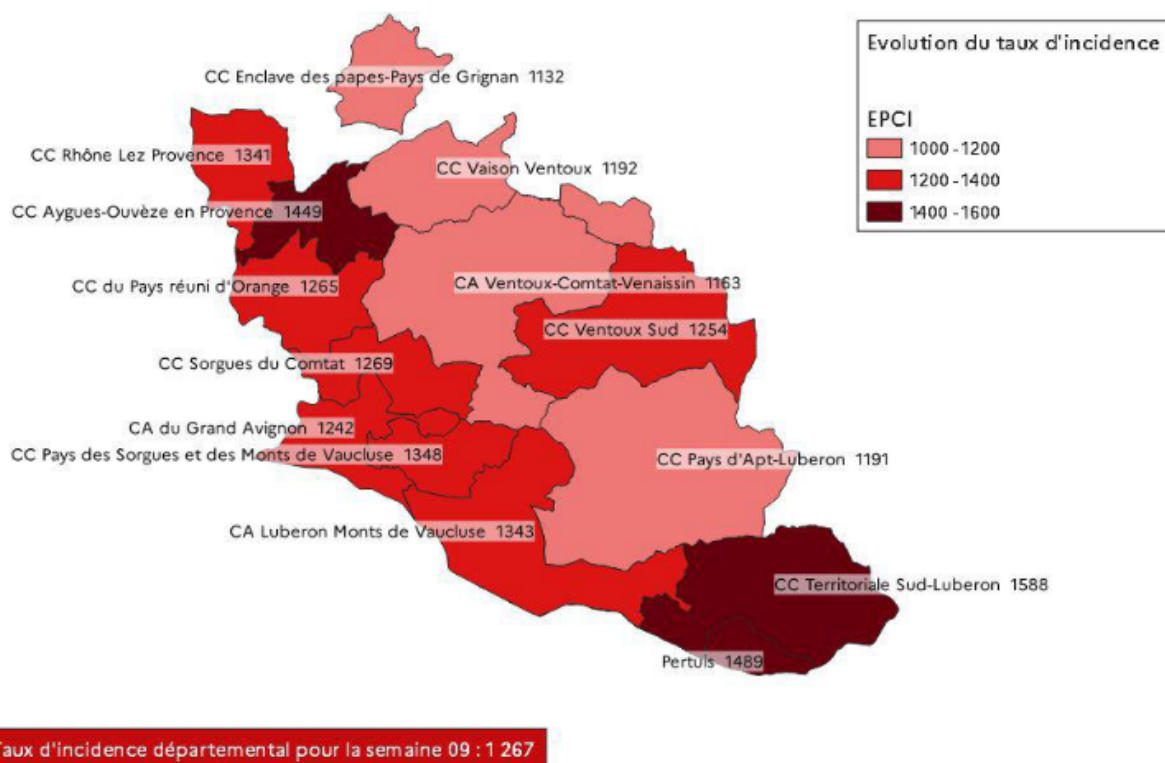 Evolution du taux d'incidence
EPCI
1000 - 1200
1200 - 1400
1400 - 1600
CC Enclave des papes-Pays de Grignan 1132
CC Rhône Lez Provence 1341
CC Vaison Ventoux 1192
CC Aygues-Ouvèze en Provence 1449
CC du Pays réuni d'Orange 1265
CA Ventoux-Comtat-Venaissin 1163
CC Ventoux Sud 1254
CC Sorgues du Comtat 1269
CA du Grand Avignon 1242
CC Pays des Sorgues et des Monts de Vaucluse 1348
CC Pays d'Apt-Luberon 1191
CA Luberon Monts de Vaucluse 1343
CC Territoriale Sud-Luberon 1588
Pertuis 1489
Taux d'incidence départemental pour la semaine 09 : 1 267